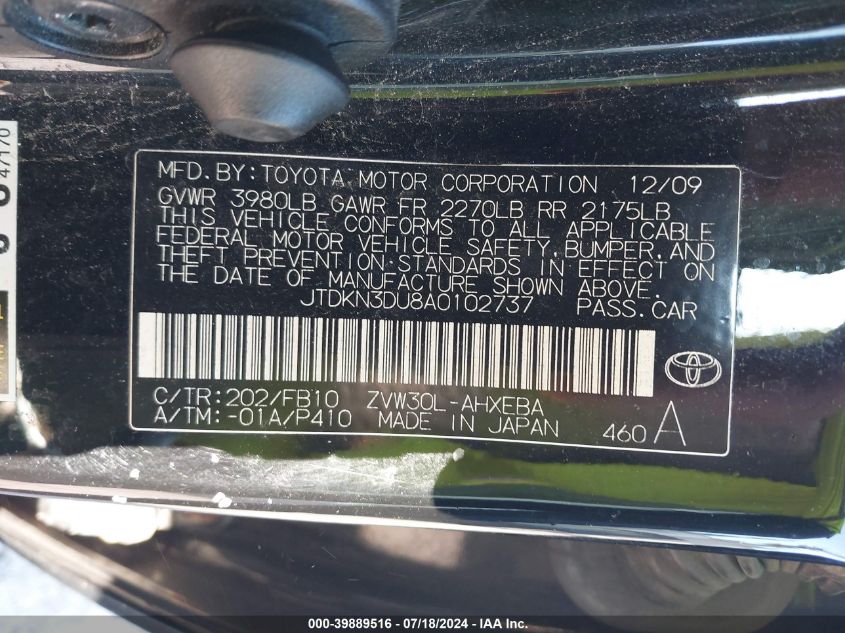 MFD. BY: TOYOTA MOTOR CORPORATION 12/09
GVWR 3980LB GAWR FR 2270LB RR 2175LB
THIS VEHICLE CONFORMS TO ALL APPLICABLE
FEDERAL MOTOR VEHICLE SAFETY, BUMPER, AND
THEFT PREVENTION STANDARDS IN EFFECT ON
THE DATE OF MANUFACTURE SHOWN ABOVE.
JTDKN3DU8A0102737 PASS. CAR
C/TR: 202/FB10 ZVW30L-AHXEBA
A/TM: -01A/P410 MADE IN JAPAN 460 A
47170
000-39889516 - 07/18/2024 - IAA Inc.